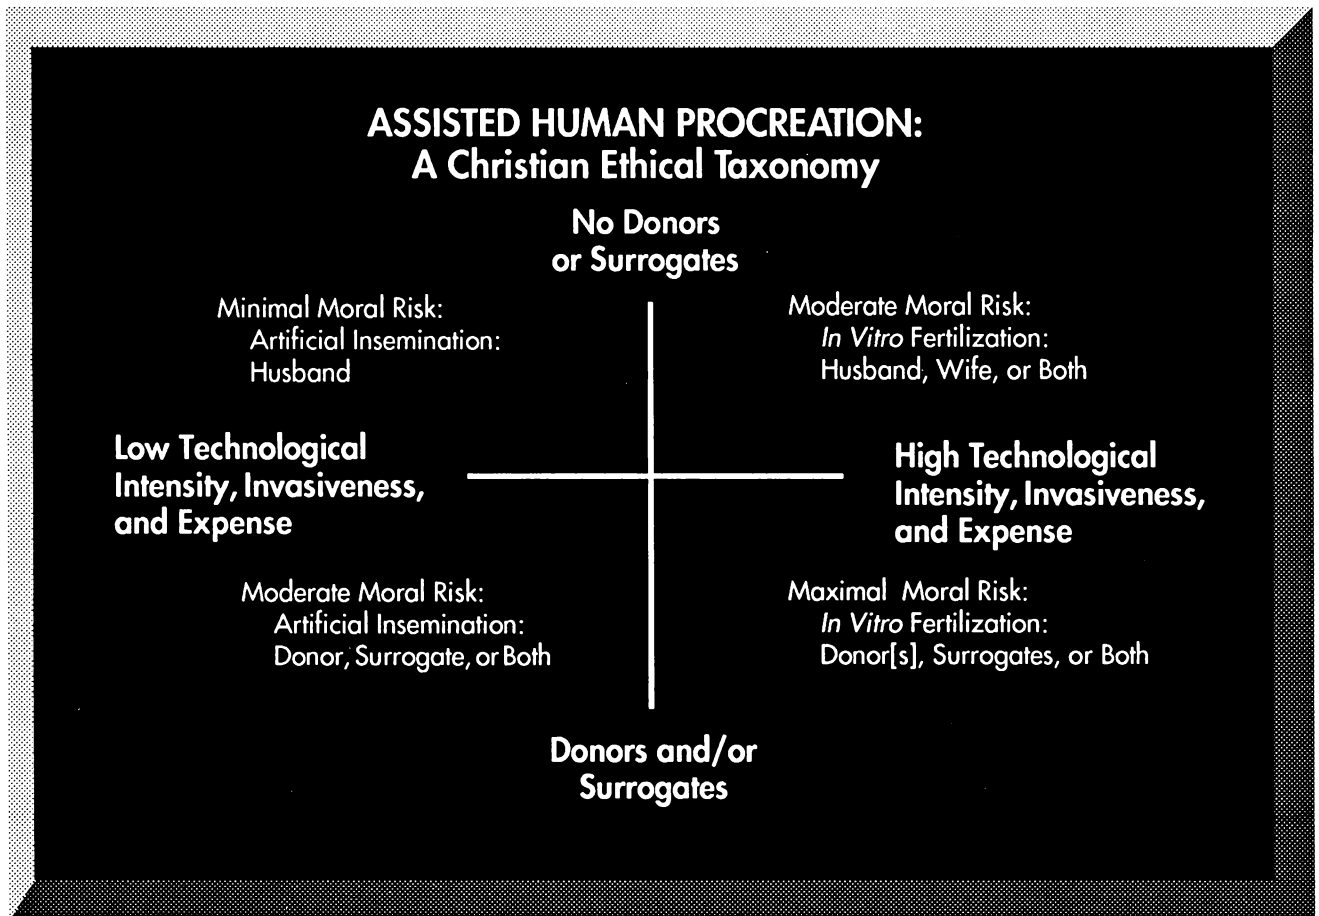 ASSISTED HUMAN PROCREATION:
A Christian Ethical Taxonomy
No Donors
or Surrogates
Minimal Moral Risk:
Artificial Insemination:
Husband
Moderate Moral Risk:
In Vitro Fertilization:
Husband, Wife, or Both
Low Technological
Intensity, Invasiveness,
and Expense
High Technological
Intensity, Invasiveness,
and Expense
Moderate Moral Risk:
Artificial Insemination:
Donor, Surrogate, or Both
Maximal Moral Risk:
In Vitro Fertilization:
Donor[s], Surrogates, or Both
Donors and/or
Surrogates